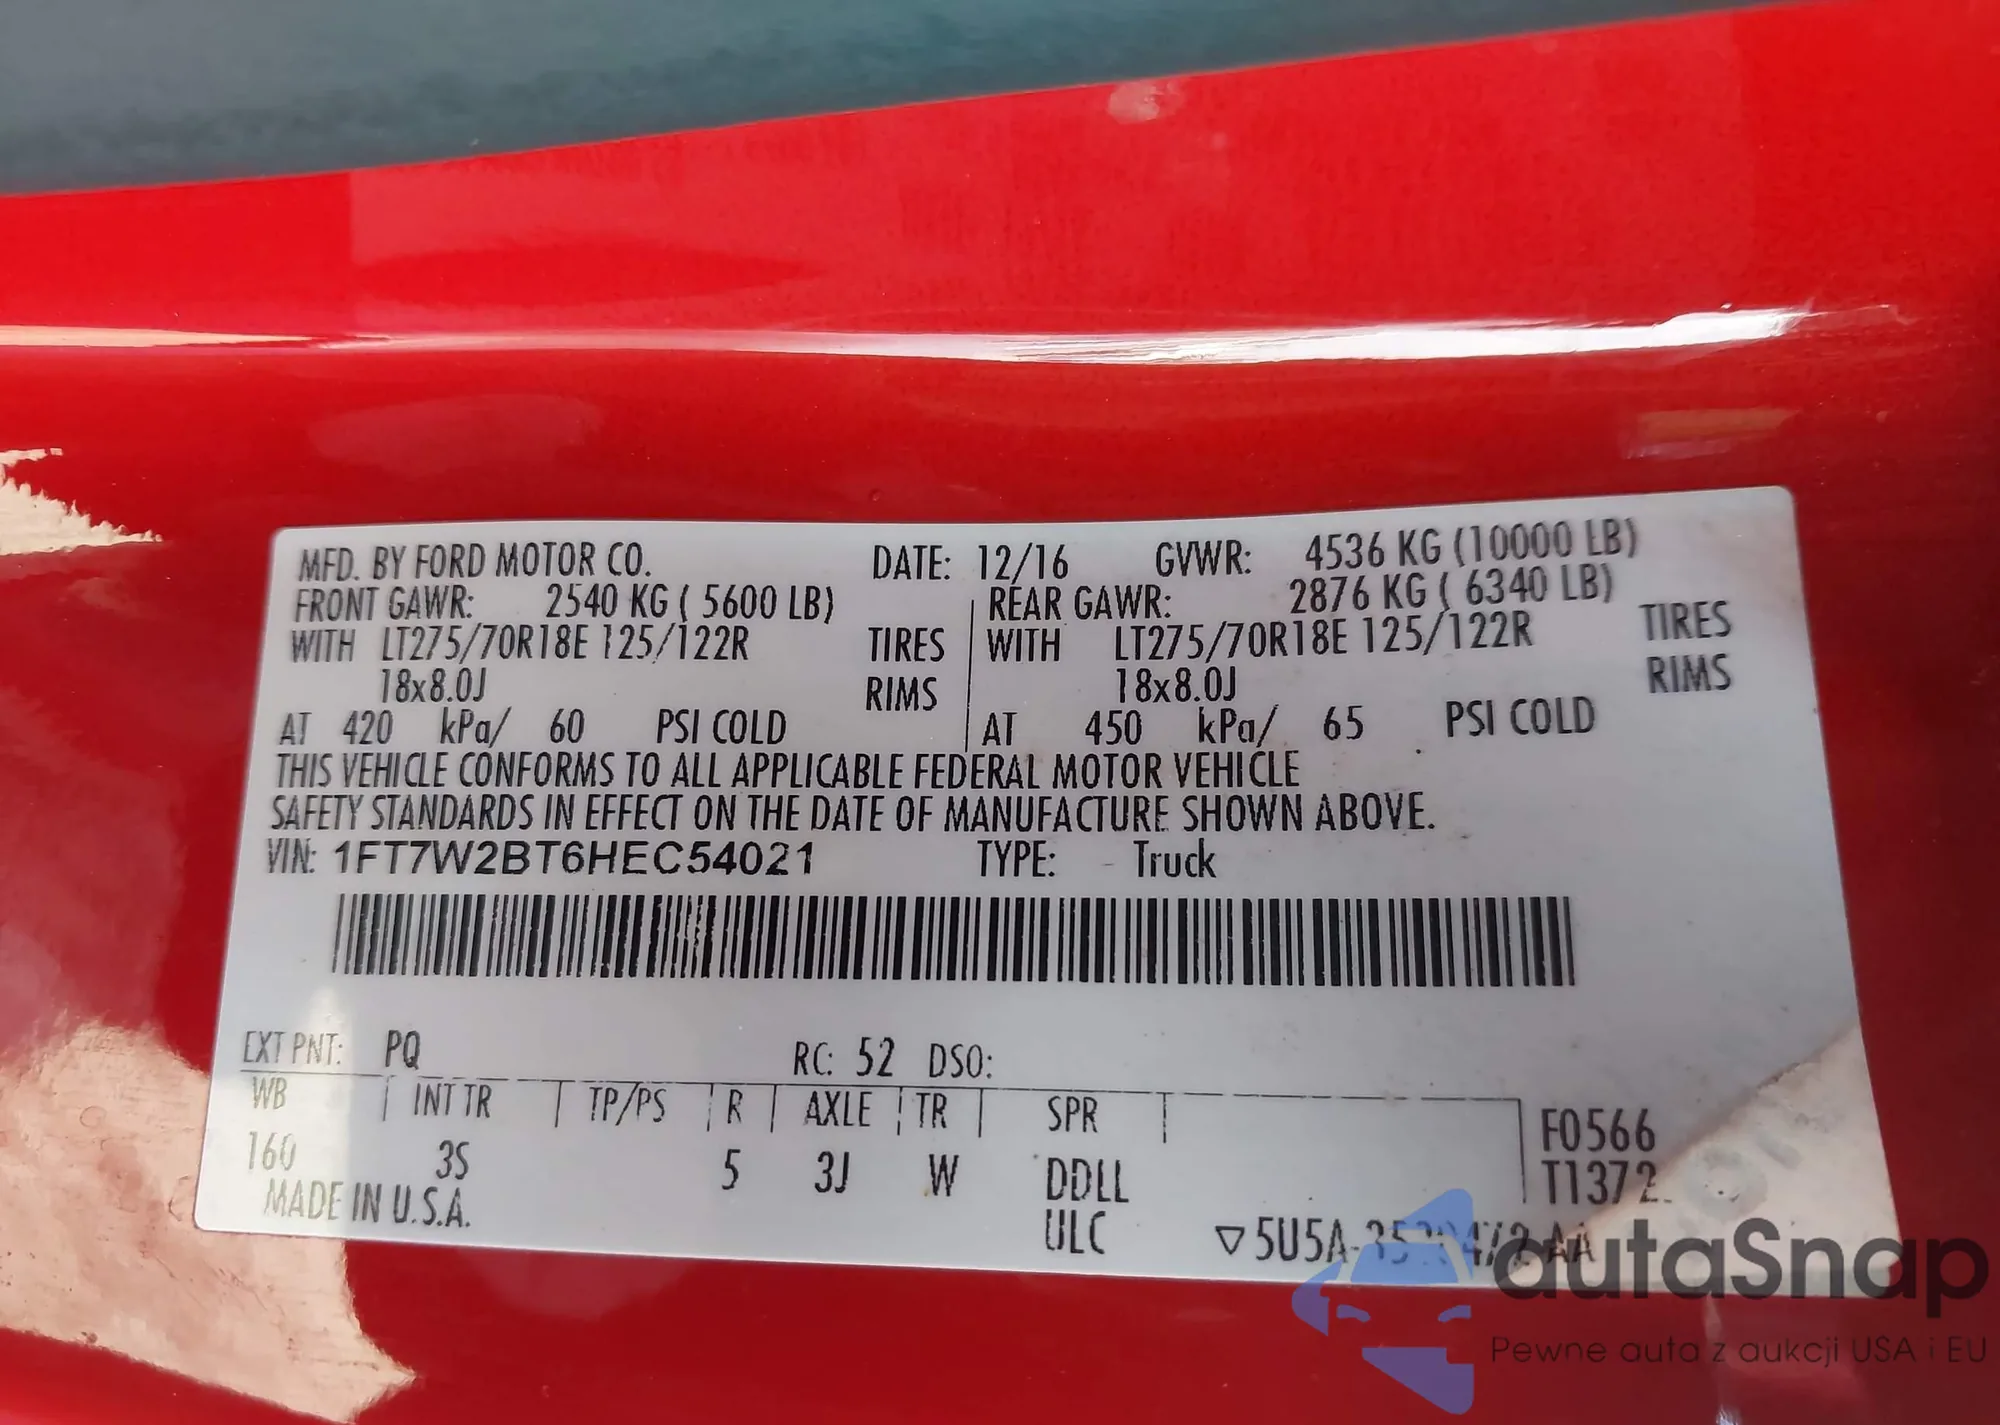 MFD. BY FORD MOTOR CO. DATE: 12/16 GVWR: 4536 KG (10000 LB)
FRONT GAWR: 2540 KG ( 5600 LB) REAR GAWR: 2876 KG ( 6340 LB)
WITH LT275/70R18E 125/122R TIRES WITH LT275/70R18E 125/122R TIRES
18x8.0J RIMS 18x8.0J RIMS
AT 420 kPa/ 60 PSI COLD AT 450 kPa/ 65 PSI COLD
THIS VEHICLE CONFORMS TO ALL APPLICABLE FEDERAL MOTOR VEHICLE
SAFETY STANDARDS IN EFFECT ON THE DATE OF MANUFACTURE SHOWN ABOVE.
VIN: 1FT7W2BT6HEC54021 TYPE: - Truck
EXT PNT: PQ RC: 52 DSO:
WB INT TR TP/PS R AXLE TR SPR F0566
160 3S 5 3J W DDLL
MADE IN U.S.A. ULC
autaSnap
Pewne auta z aukcji USA i EU